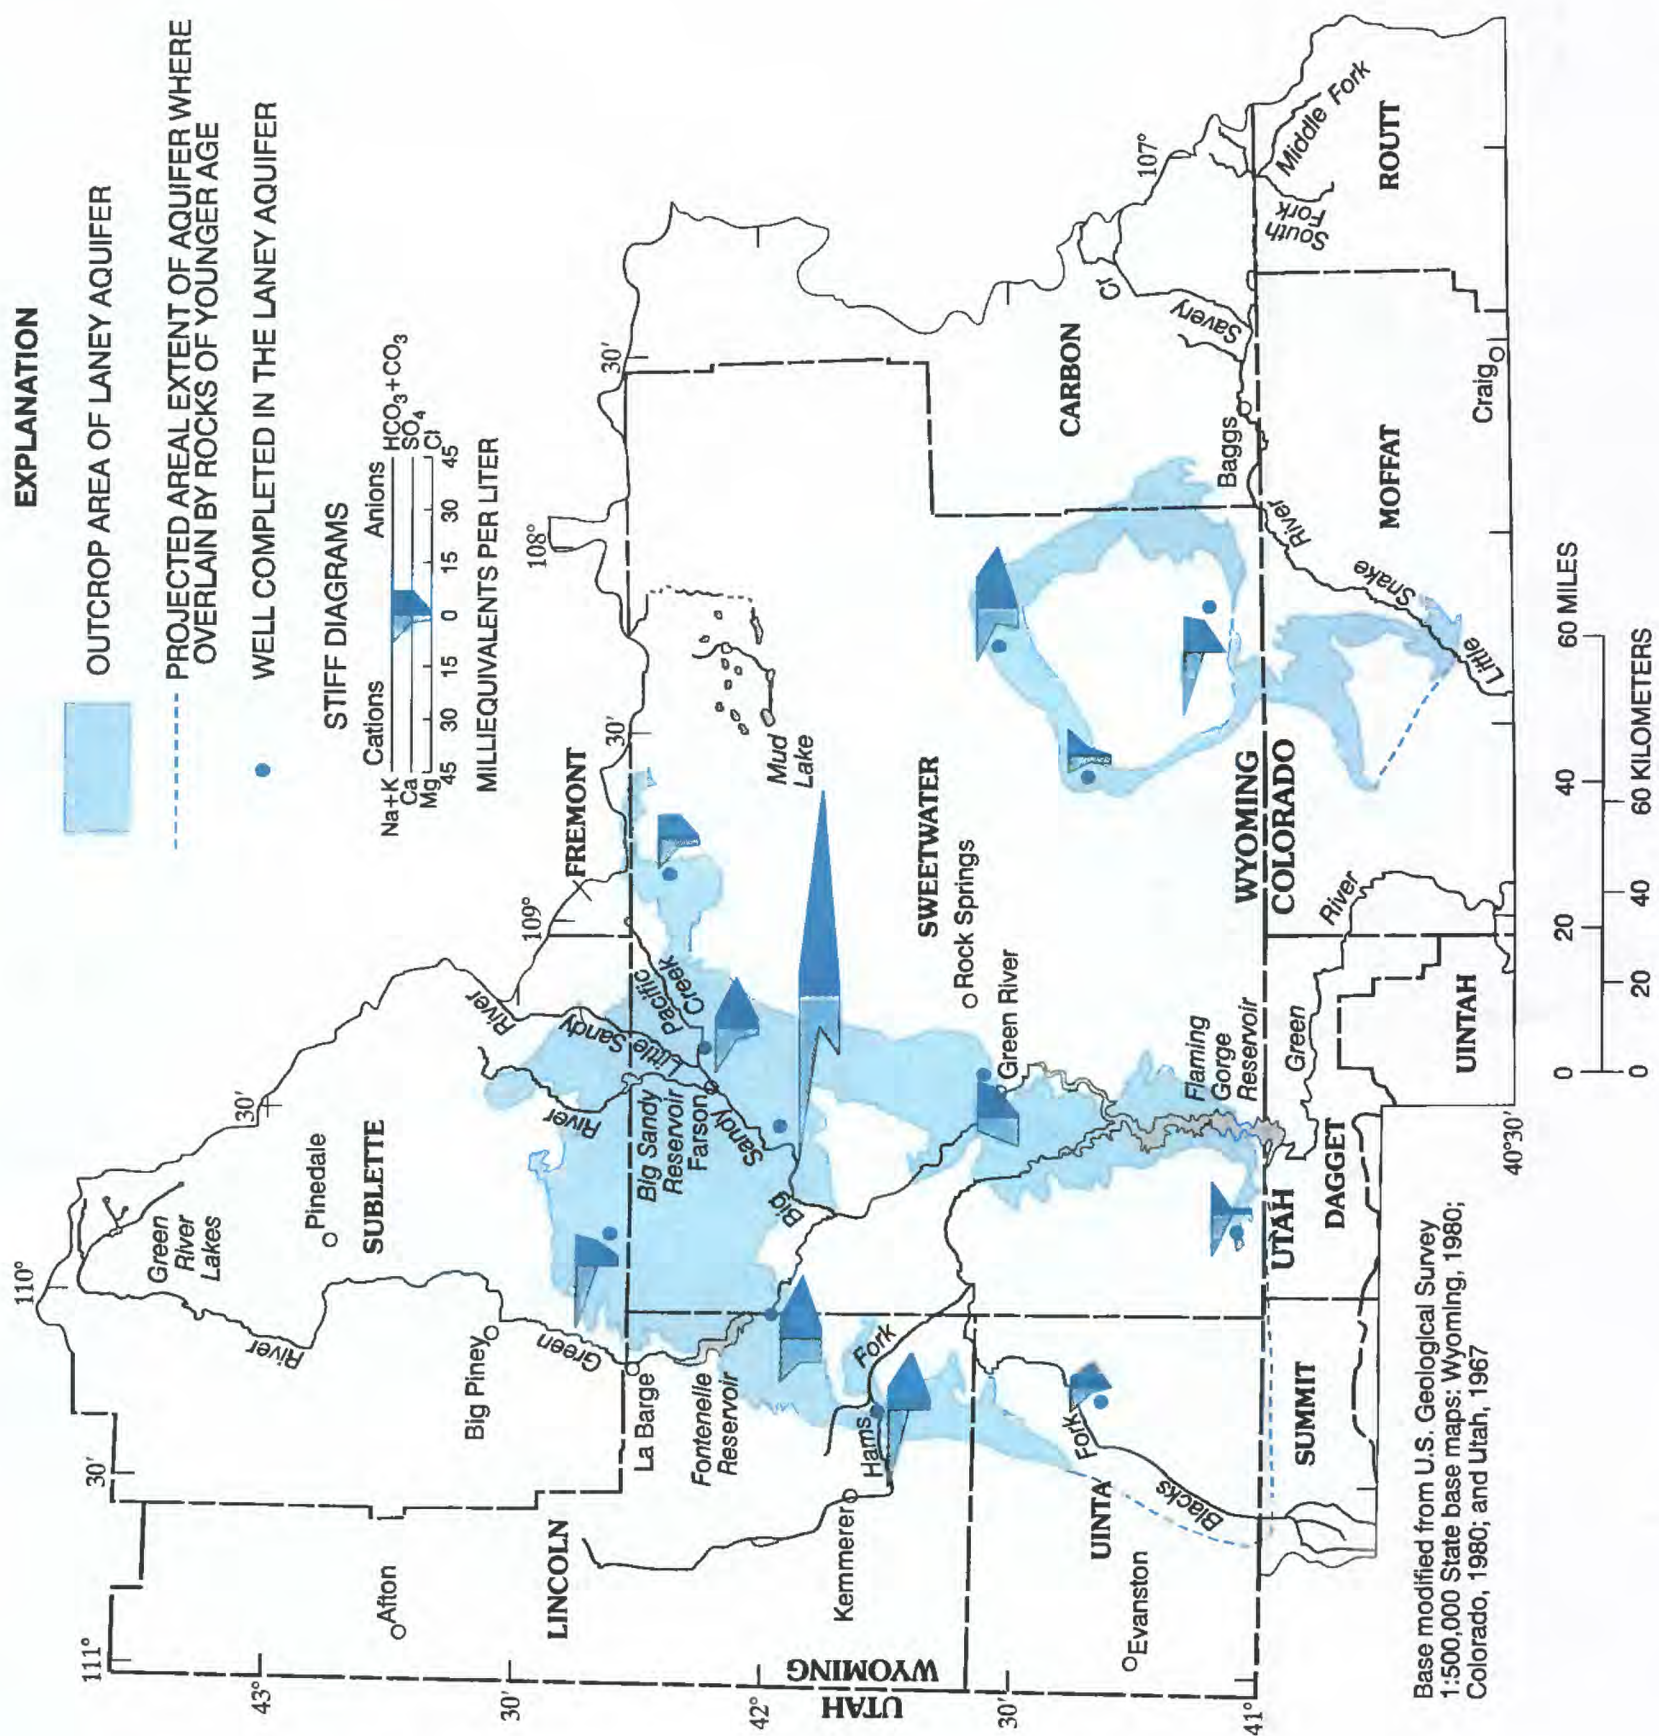 EXPLANATION
OUTCROP AREA OF LANEY AQUIFER
PROJECTED AREAL EXTENT OF AQUIFER WHERE
OVERLAIN BY ROCKS OF YOUNGER AGE
WELL COMPLETED IN THE LANEY AQUIFER
STIFF DIAGRAMS
Cations Anions
Na+K HCO3+CO3
Ca SO4
Mg Cl
45 30 15 0 15 30 45
MILLIEQUIVALENTS PER LITER
111°
30'
110°
30'
109°
30'
108°
30'
107°
43°
30'
42°
30'
41°
40°30'
Green
River
Lakes
Pinedale
SUBLETTE
River
Big Piney
Green
La Barge
Fontenelle
Reservoir
Afton
LINCOLN
Kemmerer
Hams
Fork
UINTA
Evanston
Blacks
Fork
WYOMING
UTAH
River
River
Little Sandy
Pacific
Creek
Big Sandy
Reservoir
Farson
Big
Sandy
FREMONT
Mud
Lake
SWEETWATER
Rock Springs
Green River
Flaming
Gorge
Reservoir
CARBON
Savery
Cr
Baggs
WYOMING
COLORADO
UTAH
DAGGET
SUMMIT
UINTAH
Green
River
Little
Snake
River
MOFFAT
Craig
ROUTT
South
Fork
Middle Fork
0 20 40 60 MILES
0 20 40 60 KILOMETERS
Base modified from U.S. Geological Survey
1:500,000 State base maps: Wyoming, 1980;
Colorado, 1980; and Utah, 1967